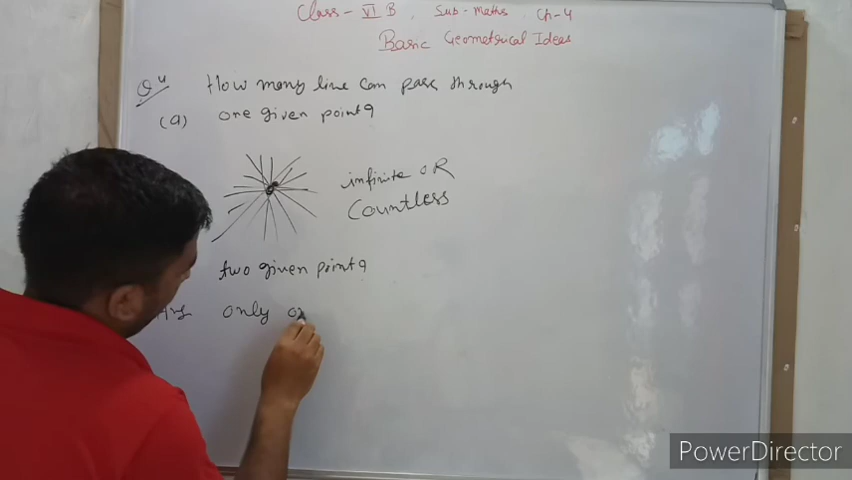 Class - VI B, Sub - Maths, Ch-4
Basic Geometrical Ideas
Q4 How many line can pass through
(a) one given point?
infinite OR
Countless
two given point?
Ans only
PowerDirector